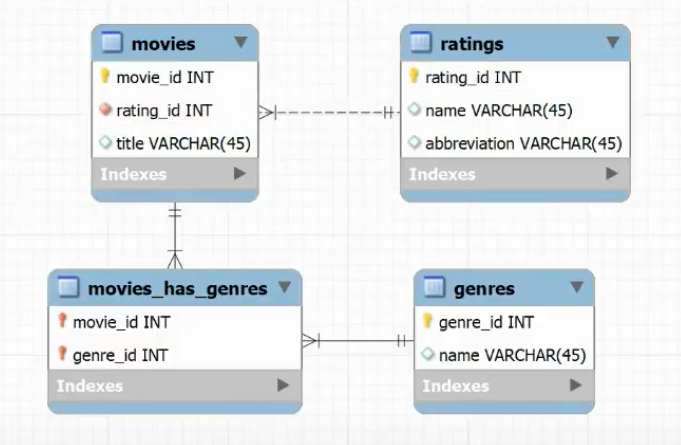 movies
movie_id INT
rating_id INT
title VARCHAR(45)
Indexes
ratings
rating_id INT
name VARCHAR(45)
abbreviation VARCHAR(45)
Indexes
movies_has_genres
movie_id INT
genre_id INT
Indexes
genres
genre_id INT
name VARCHAR(45)
Indexes